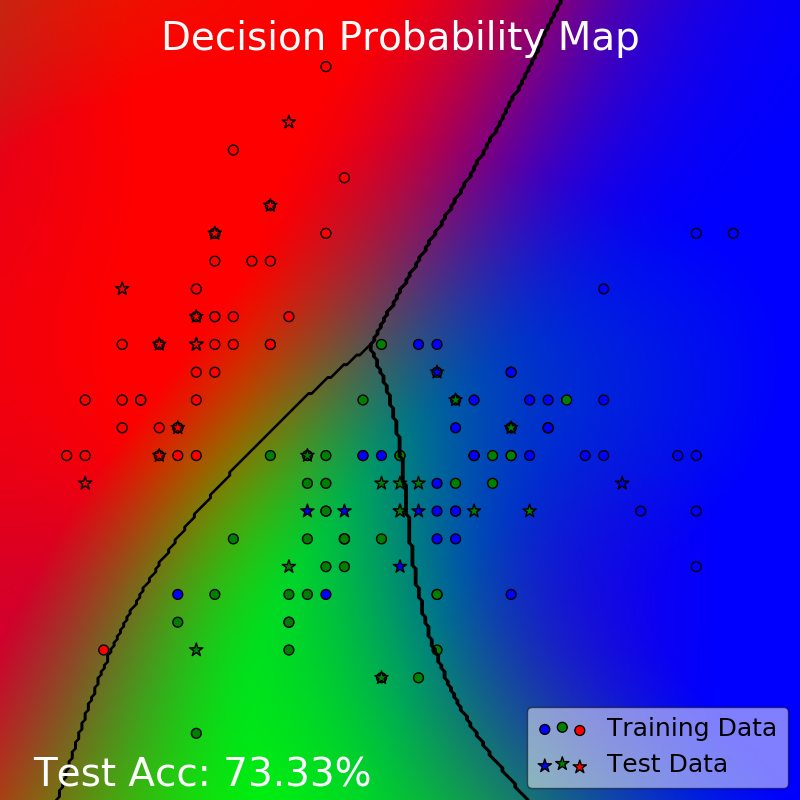 Decision Probability Map
Training Data
Test Data
Test Acc: 73.33%